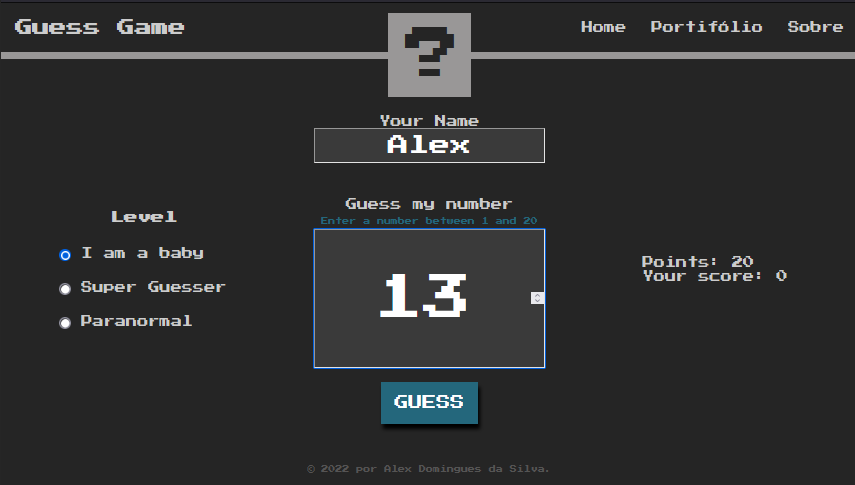 Guess Game
Home Portifólio Sobre
?
Your Name
Alex
Level
I am a baby
Super Guesser
Paranormal
Guess my number
Enter a number between 1 and 20
13
GUESS
Points: 20
Your score: 0
© 2022 por Alex Domingues da Silva.